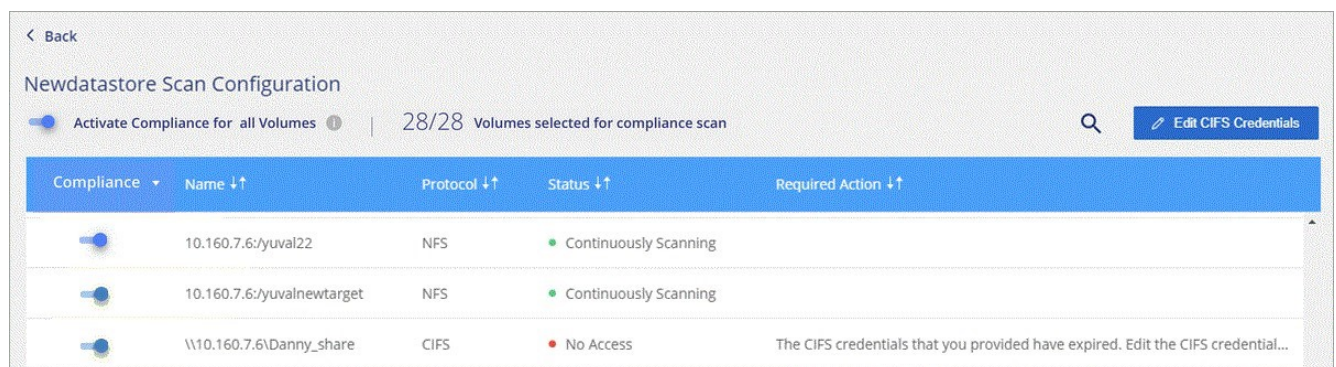 Back
Newdatastore Scan Configuration
Activate Compliance for all Volumes | 28/28 Volumes selected for compliance scan Edit CIFS Credentials
Compliance Name Protocol Status Required Action
10.160.7.6:/yuval22 NFS Continuously Scanning
10.160.7.6:/yuvalnewtarget NFS Continuously Scanning
\\10.160.7.6\Danny_share CIFS No Access The CIFS credentials that you provided have expired. Edit the CIFS credential...